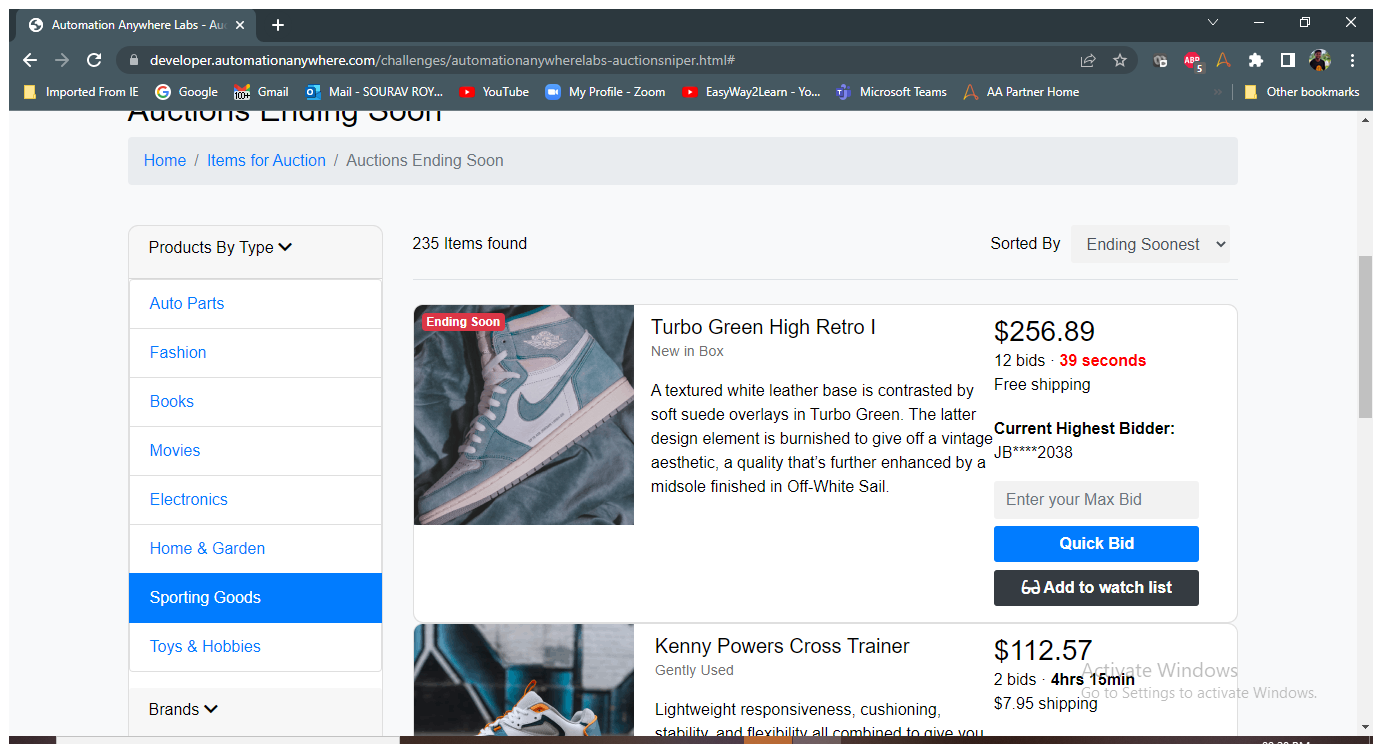 Automation Anywhere Labs - Au
developer.automationanywhere.com/challenges/automationanywherelabs-auctionsniper.html#
ABP
5
Imported From IE
Google
100+
Gmail
Mail - SOURAV ROY...
YouTube
My Profile - Zoom
EasyWay2Learn - Yo...
Microsoft Teams
AA Partner Home
»
Other bookmarks
Auctions Ending Soon
Home / Items for Auction / Auctions Ending Soon
Products By Type
Auto Parts
Fashion
Books
Movies
Electronics
Home & Garden
Sporting Goods
Toys & Hobbies
Brands
235 Items found
Sorted By
Ending Soonest
Ending Soon
Turbo Green High Retro I
New in Box
A textured white leather base is contrasted by
soft suede overlays in Turbo Green. The latter
design element is burnished to give off a vintage
aesthetic, a quality that’s further enhanced by a
midsole finished in Off-White Sail.
$256.89
12 bids · 39 seconds
Free shipping
Current Highest Bidder:
JB****2038
Enter your Max Bid
Quick Bid
Add to watch list
Kenny Powers Cross Trainer
Gently Used
Lightweight responsiveness, cushioning,
stability, and flexibility all combined to give you
$112.57
2 bids · 4hrs 15min
$7.95 shipping
Activate Windows
Go to Settings to activate Windows.